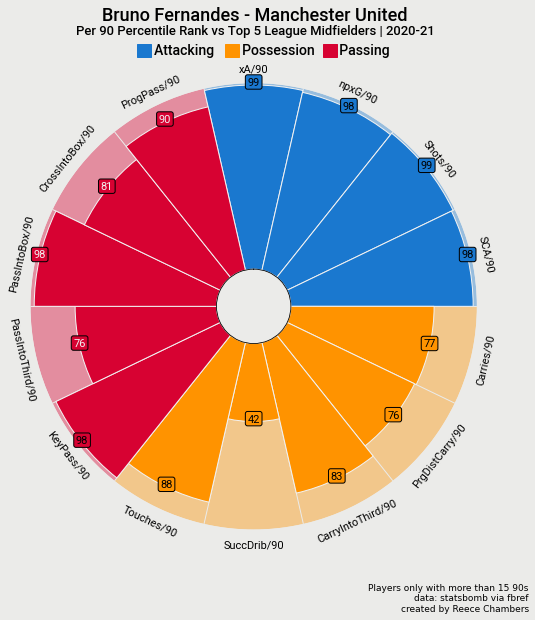 Bruno Fernandes - Manchester United
Per 90 Percentile Rank vs Top 5 League Midfielders | 2020-21
Attacking Possession Passing
xA/90
99
npxG/90
98
Shots/90
99
SCA/90
98
Carries/90
77
PrgDistCarry/90
76
CarryIntoThird/90
83
SuccDrib/90
42
Touches/90
88
KeyPass/90
98
PassIntoThird/90
76
PassIntoBox/90
98
CrossIntoBox/90
81
ProgPass/90
90
Players only with more than 15 90s
data: statsbomb via fbref
created by Reece Chambers